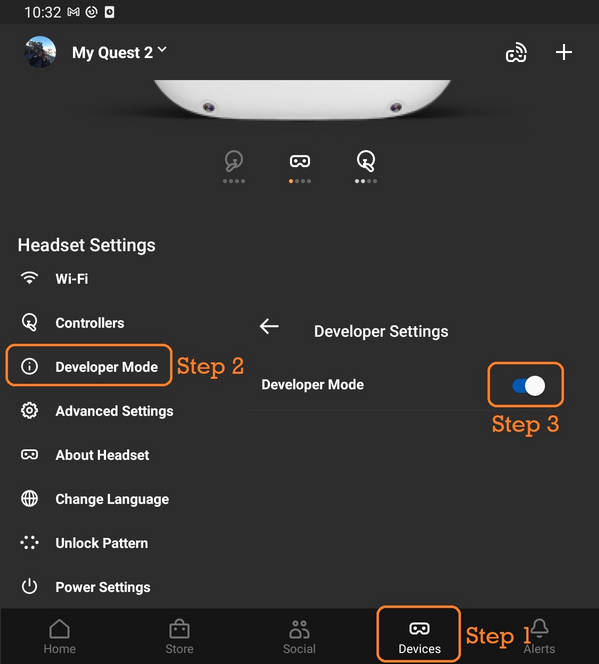 10:32
My Quest 2
Headset Settings
Wi-Fi
Controllers
Developer Mode
Step 2
Advanced Settings
About Headset
Change Language
Unlock Pattern
Power Settings
Developer Settings
Developer Mode
Step 3
Home
Store
Social
Devices
Step 1
Alerts